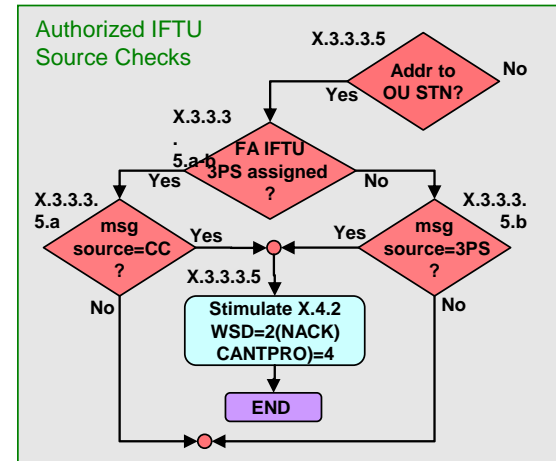 Authorized IFTU
Source Checks
X.3.3.3.5
Addr to
OU STN?
No
Yes
X.3.3.3
.
5.a-b
FA IFTU
3PS assigned
?
Yes
No
X.3.3.3.
5.a
msg
source=CC
?
Yes
No
X.3.3.3.
5.b
msg
source=3PS
?
Yes
No
X.3.3.3.5
Stimulate X.4.2
WSD=2(NACK)
CANTPRO)=4
END